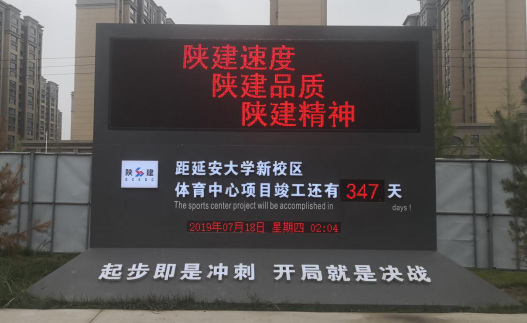 陕建速度
陕建品质
陕建精神
陕 建
SCEGC
距延安大学新校区
体育中心项目竣工还有 347 天
The sports center project will be accomplished in days !
2019年07月18日 星期四 02:04
起步即是冲刺 开局就是决战